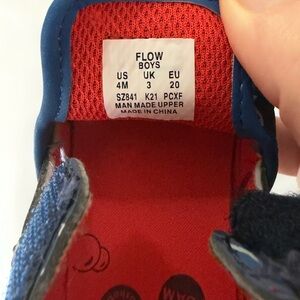 FLOW
BOYS
US UK EU
4M 3 20
SZ841 K21 PCXF
MAN MADE UPPER
MADE IN CHINA